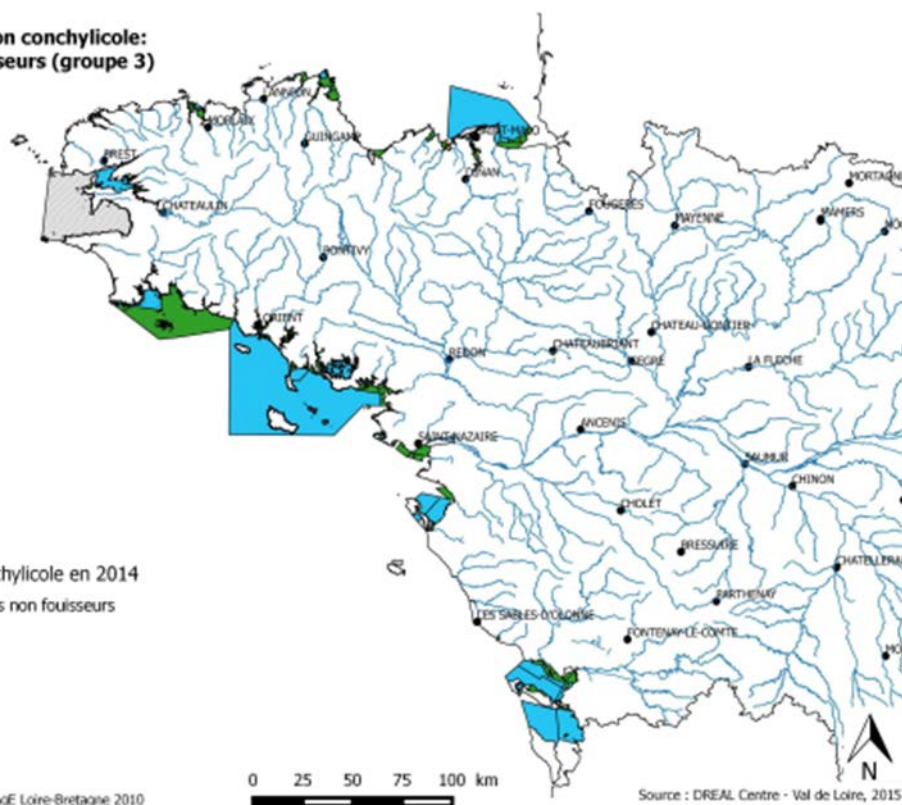 on conchylicole:
seurs (groupe 3)
LANNION
MORLAIX
GUINGAMP
SAINT-MALO
BREST
DINAN
MORTAGNE
CHATEAULIN
FOUGERES
MAYENNE
MAMERS
PONTIVY
LORIENT
CHATEAU-GONTIER
CHATEAUBRIANT
REDON
SEGRE
LA FLECHE
ANCENIS
SAINT-NAZAIRE
SAUMUR
CHINON
CHOLET
BRESSUIRE
chylicole en 2014
CHATELLERA
s non fouisseurs
PARTHENAY
LES SABLES-D'OLONNE
FONTENAY-LE-COMTE
MO
N
0 25 50 75 100 km
gE Loire-Bretagne 2010
Source : DREAL Centre - Val de Loire, 2015